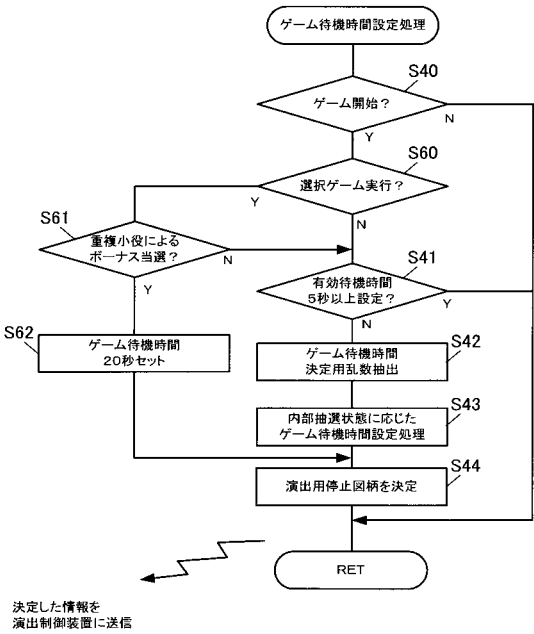 ゲーム待機時間設定処理
S40
ゲーム開始?
N
Y
S60
選択ゲーム実行?
Y
N
S61
重複小役による
ボーナス当選?
N
Y
S41
有効待機時間
5秒以上設定?
Y
N
S62
ゲーム待機時間
20秒セット
S42
ゲーム待機時間
決定用乱数抽出
S43
内部抽選状態に応じた
ゲーム待機時間設定処理
S44
演出用停止図柄を決定
RET
決定した情報を
演出制御装置に送信